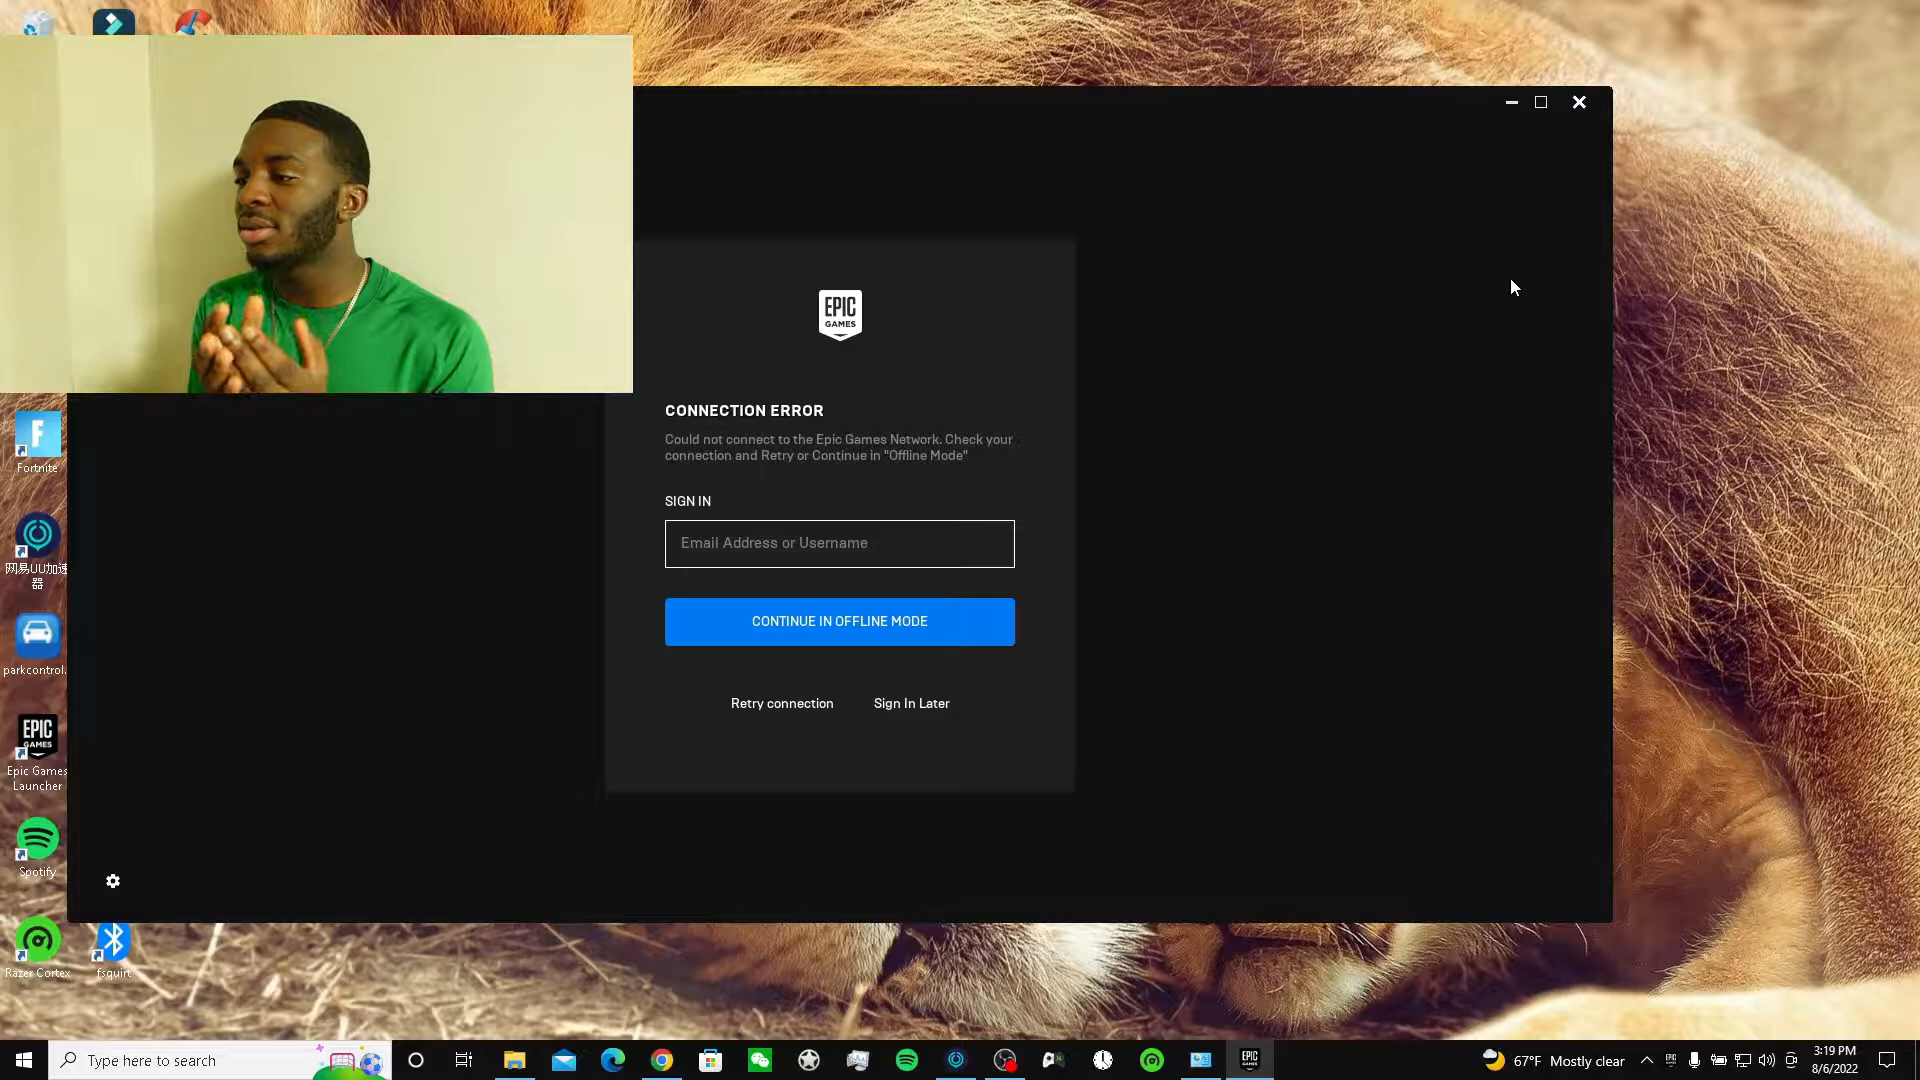 EPIC
GAMES
CONNECTION ERROR
Could not connect to the Epic Games Network. Check your
connection and Retry or Continue in "Offline Mode"
SIGN IN
Email Address or Username
CONTINUE IN OFFLINE MODE
Retry connection
Sign In Later
F
Fortnite
网易UU加速
器
parkcontrol.
EPIC
GAMES
Epic Games
Launcher
Spotify
Razer Cortex
fsquirt
Type here to search
EPIC
GAMES
67°F Mostly clear
3:19 PM
8/6/2022